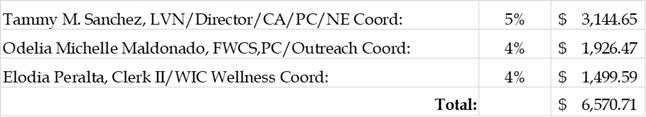 Tammy M. Sanchez, LVN/Director/CA/PC/NE Coord: 5% $ 3,144.65
Odelia Michelle Maldonado, FWCS,PC/Outreach Coord: 4% $ 1,926.47
Elodia Peralta, Clerk II/WIC Wellness Coord: 4% $ 1,499.59
Total: $ 6,570.71